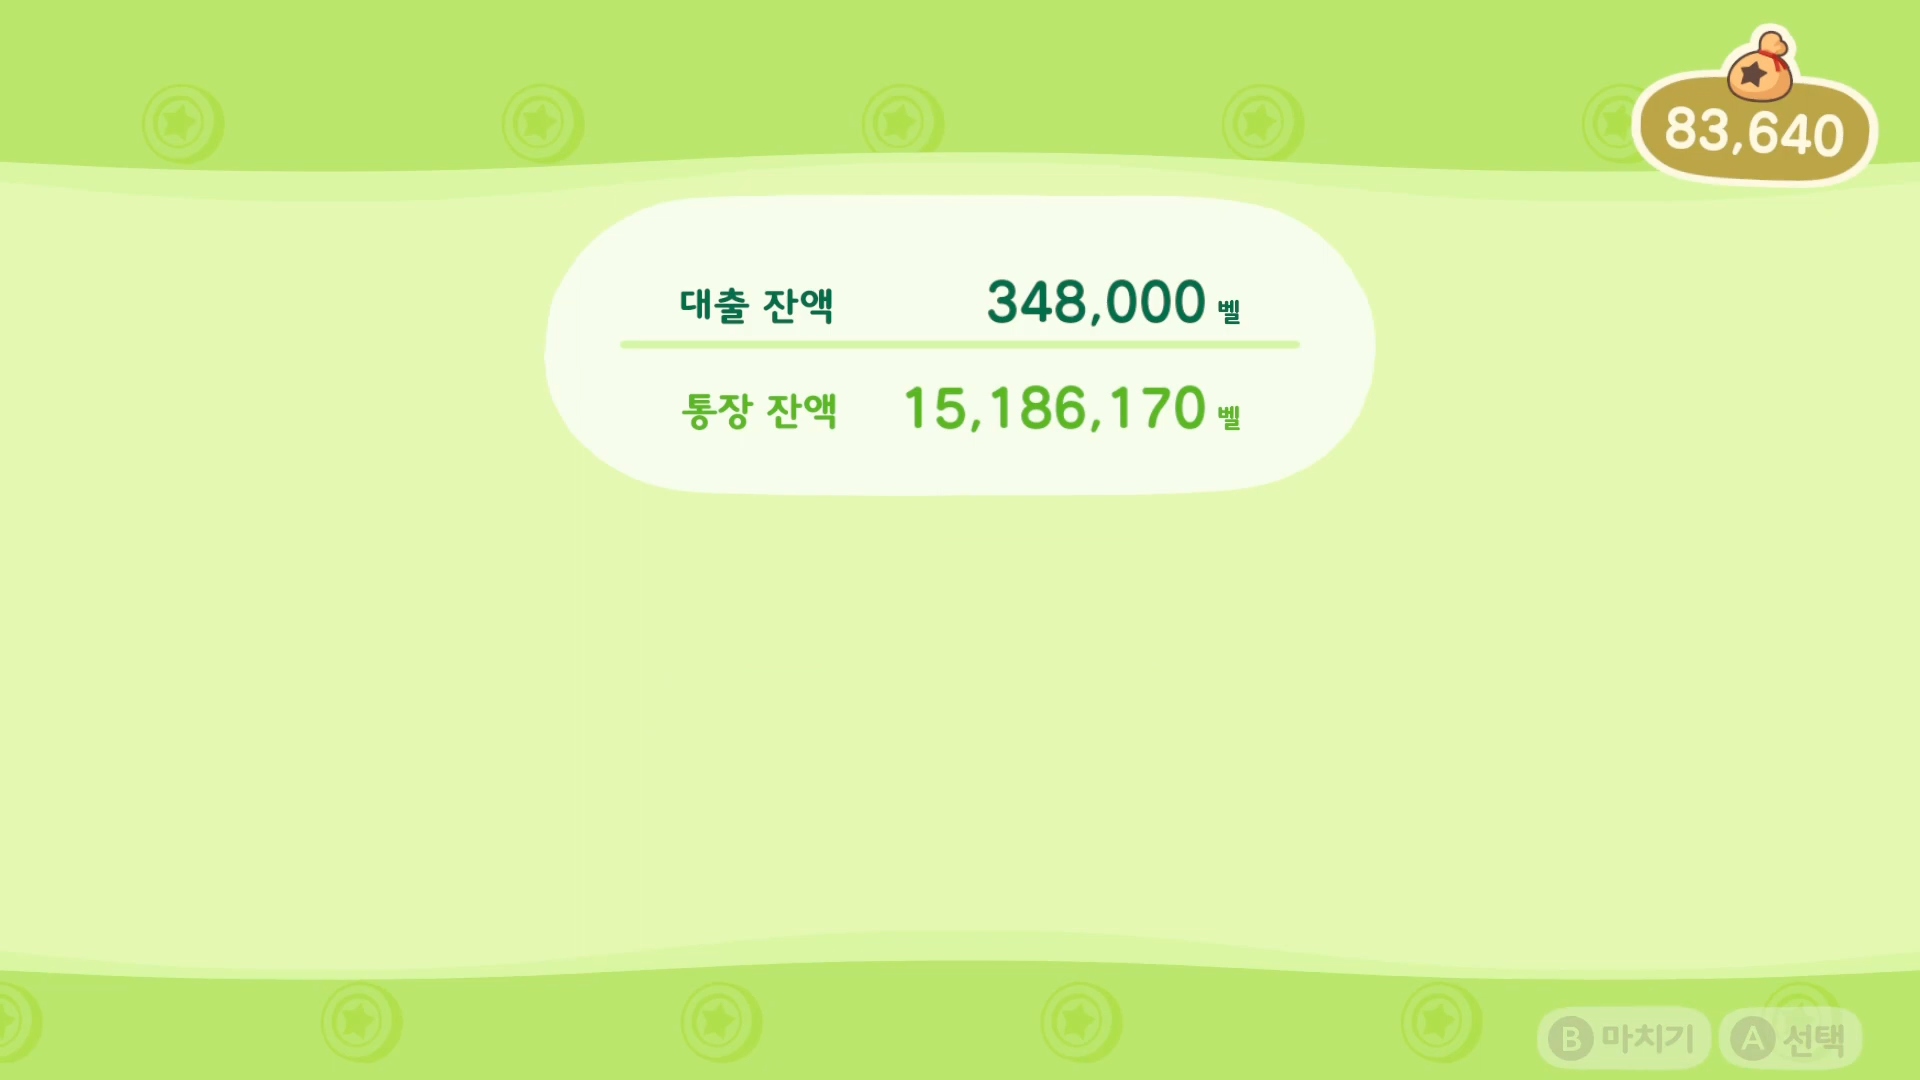 83,640
대출 잔액 348,000 벨
통장 잔액 15,186,170 벨
B 마치기 A 선택